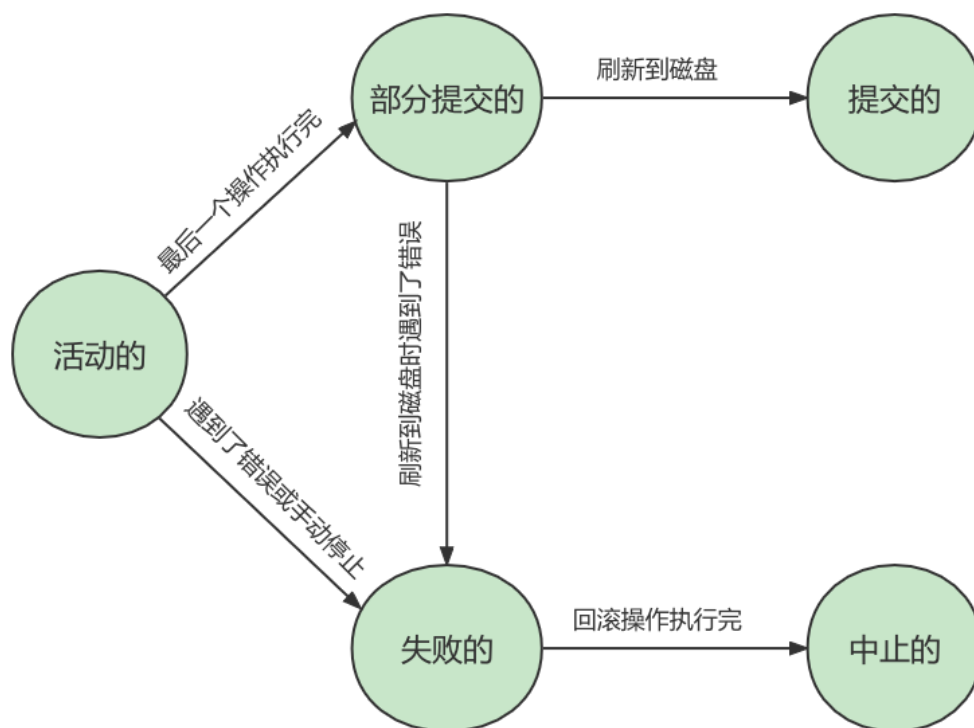 部分提交的
刷新到磁盘
提交的
最后一个操作执行完
刷新到磁盘时遇到了错误
活动的
遇到了错误或手动停止
失败的
回滚操作执行完
中止的